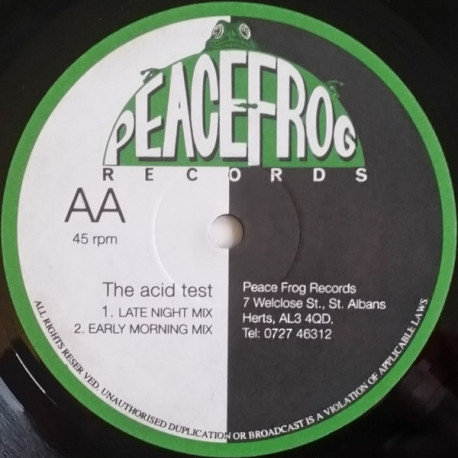 PEACEFROG
RECORDS
AA
45 rpm
The acid test
1. LATE NIGHT MIX
2. EARLY MORNING MIX
Peace Frog Records
7 Welclose St., St. Albans
Herts, AL3 4QD,
Tel: 0727 46312
ALL RIGHTS RESERVED. UNAUTHORISED DUPLICATION OR BROADCAST IS A VIOLATION OF APPLICABLE LAWS